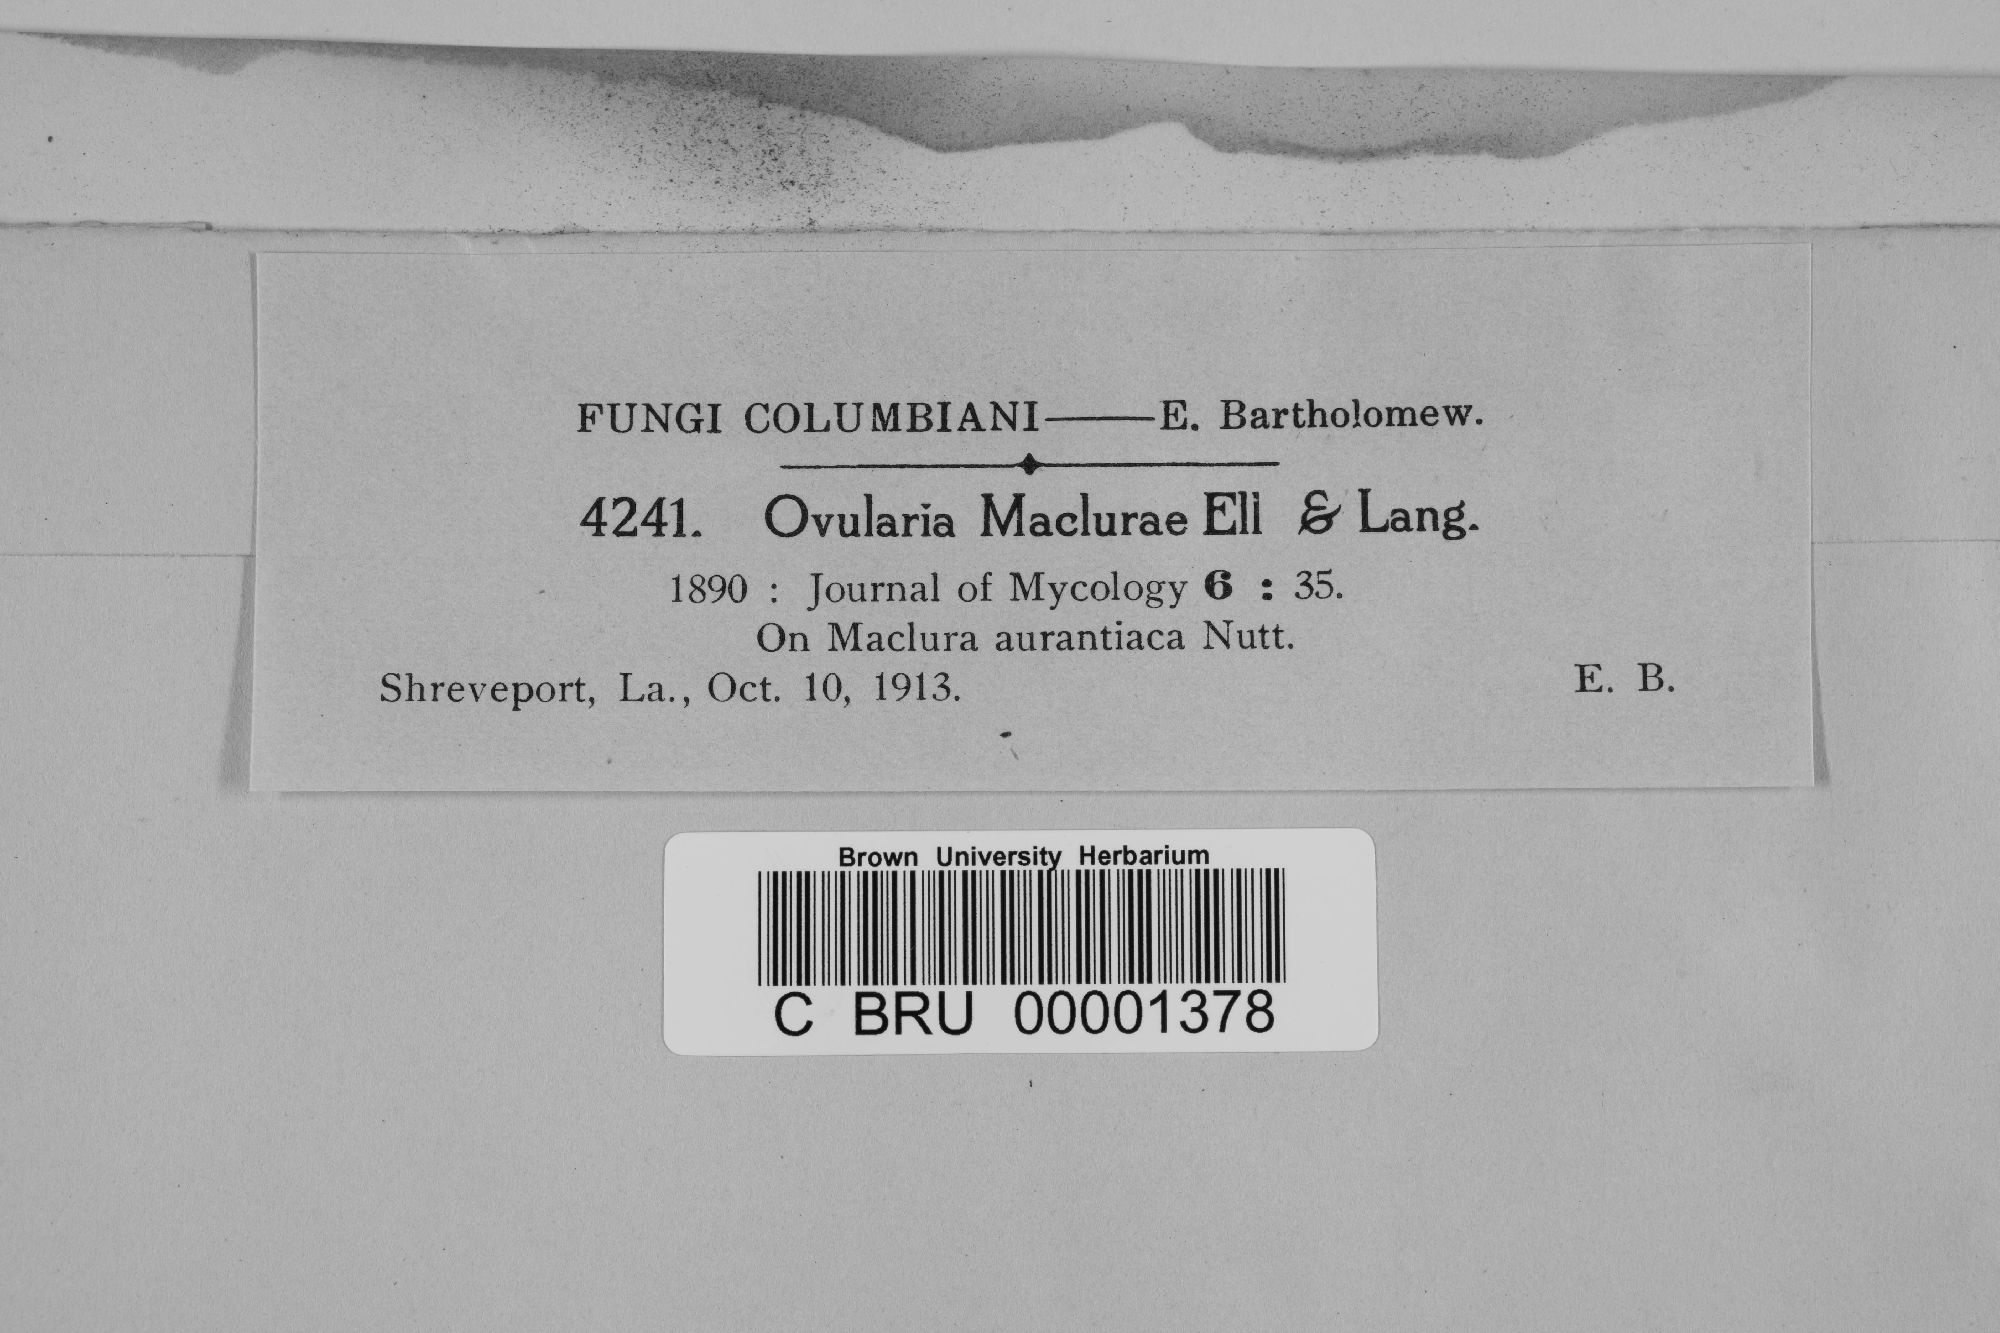 FUNGI COLUMBIANI——E. Bartholomew.
4241. Ovularia Maclurae Ell & Lang.
1890 : Journal of Mycology 6 : 35.
On Maclura aurantiaca Nutt.
Shreveport, La., Oct. 10, 1913. E. B.
Brown University Herbarium
C BRU 00001378